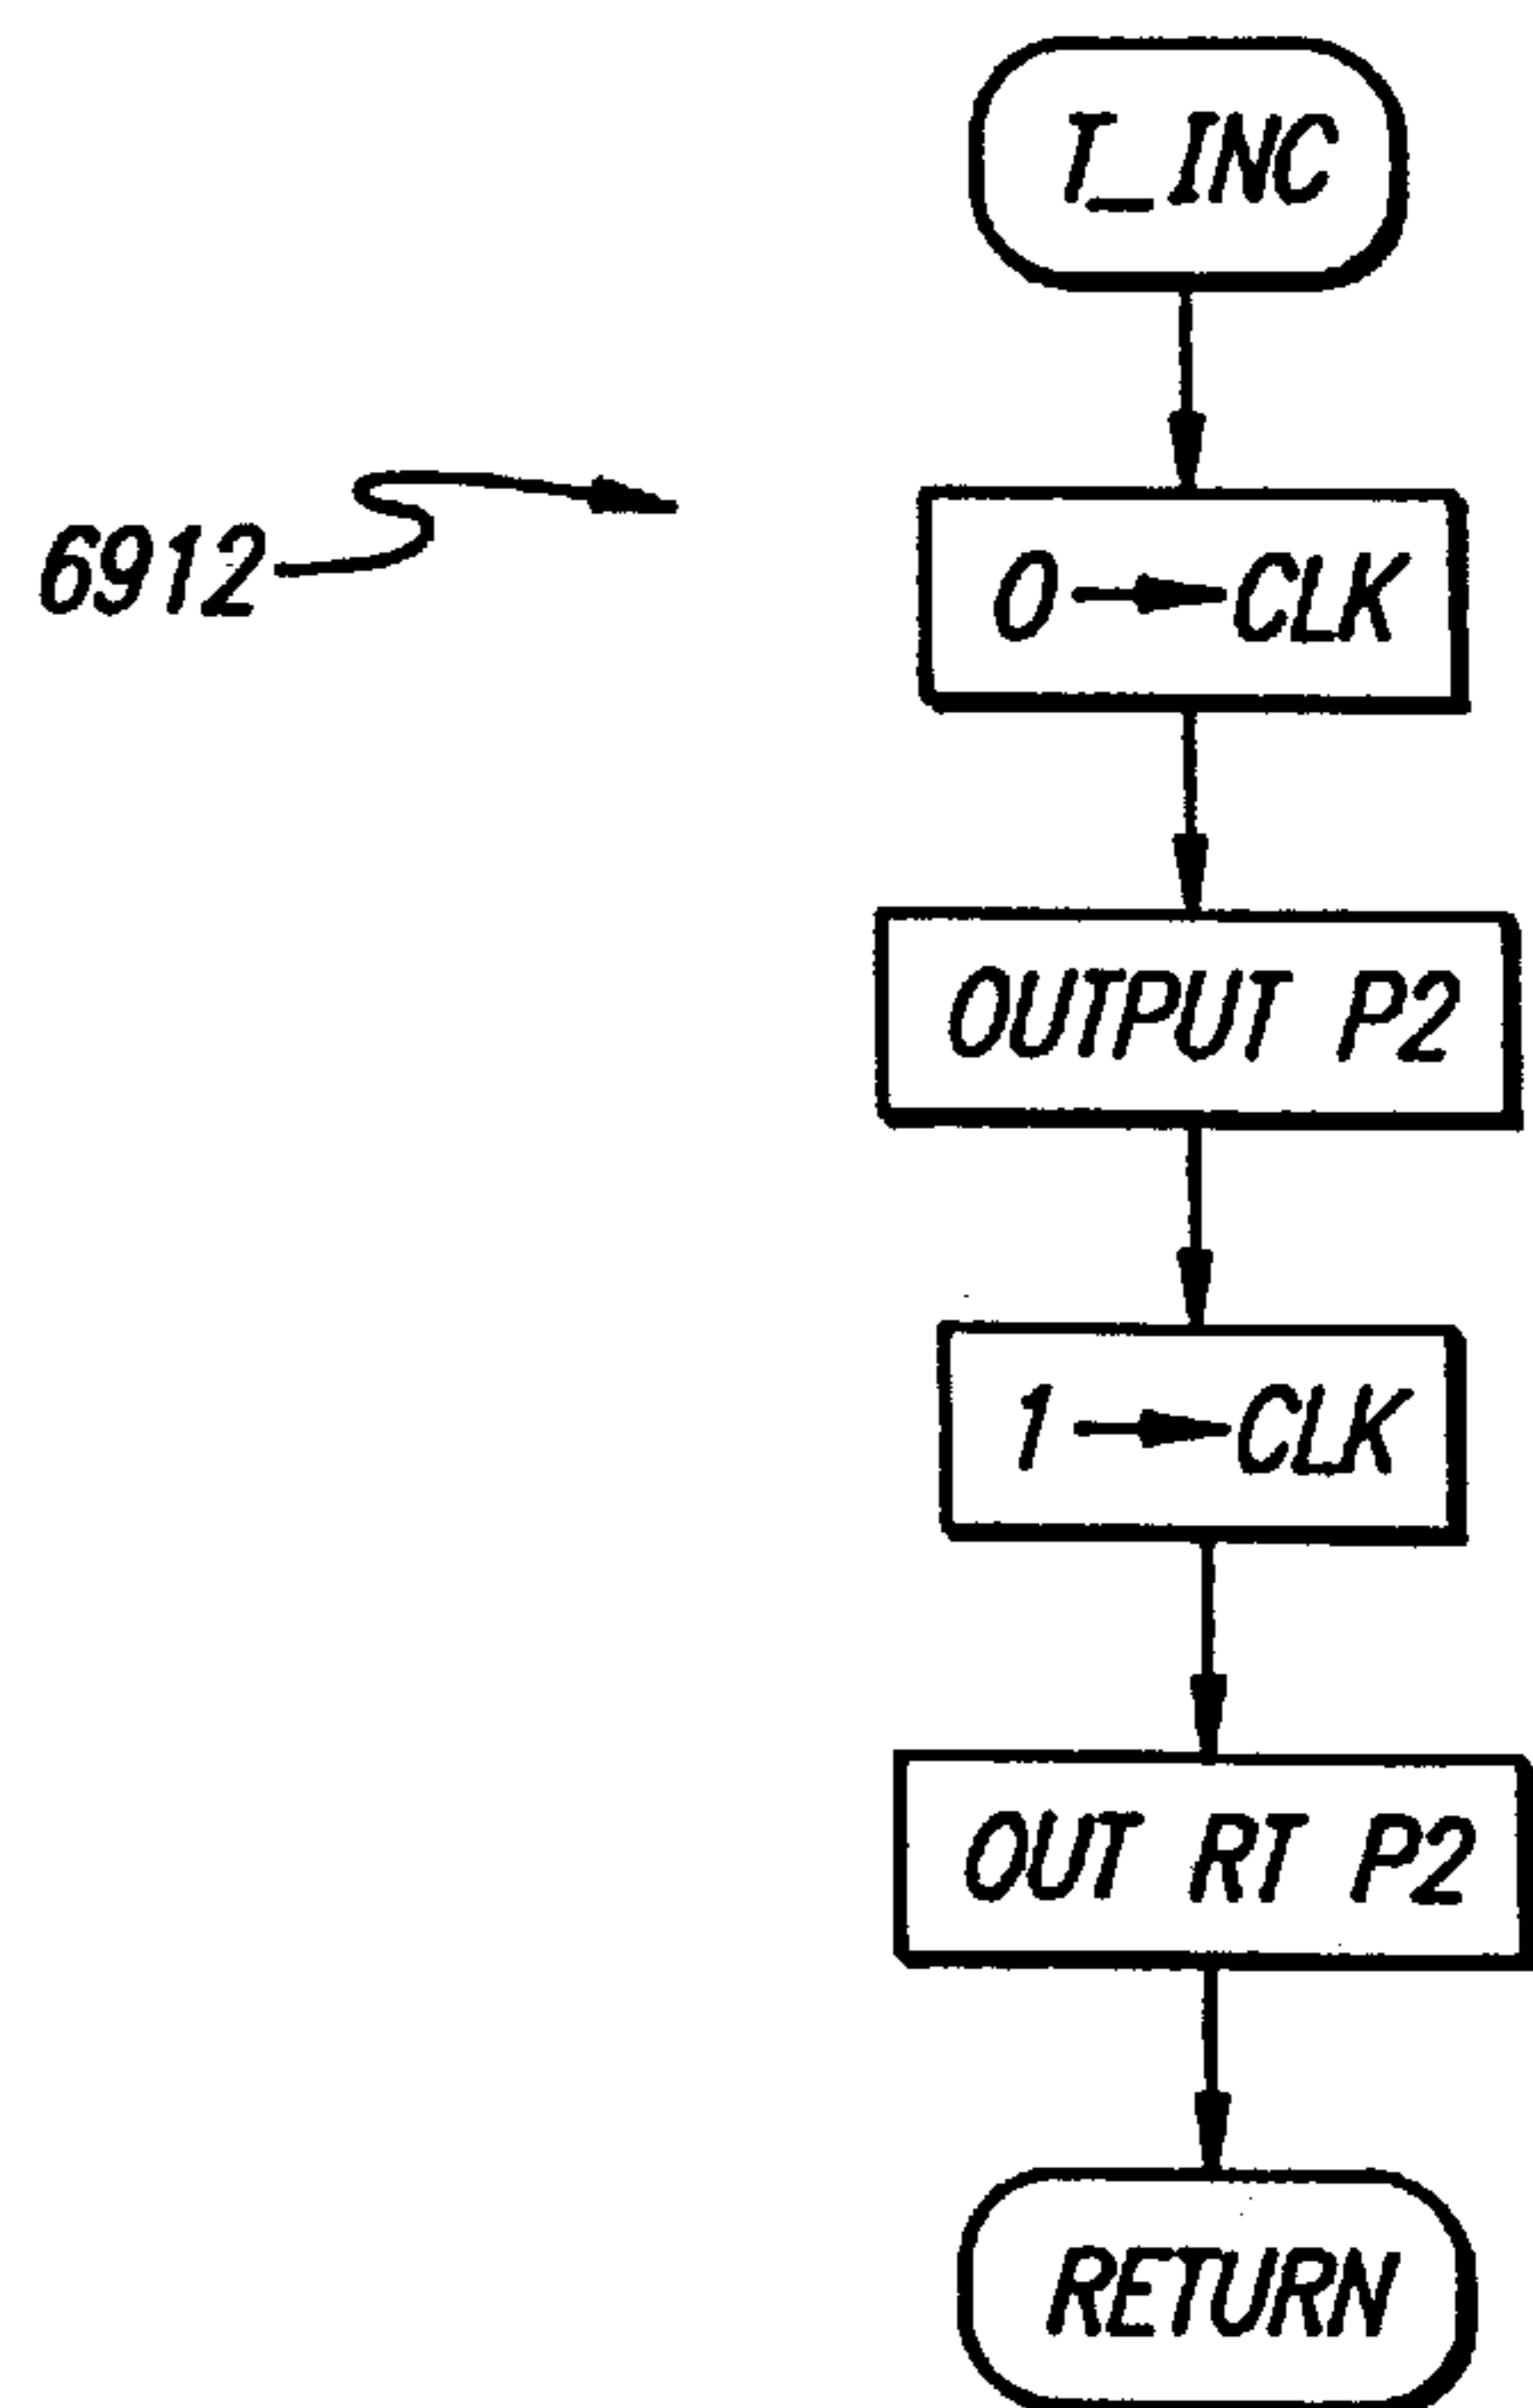 T_INC
6912
0→CLK
OUTPUT P2
1→CLK
OUT RT P2
RETURN